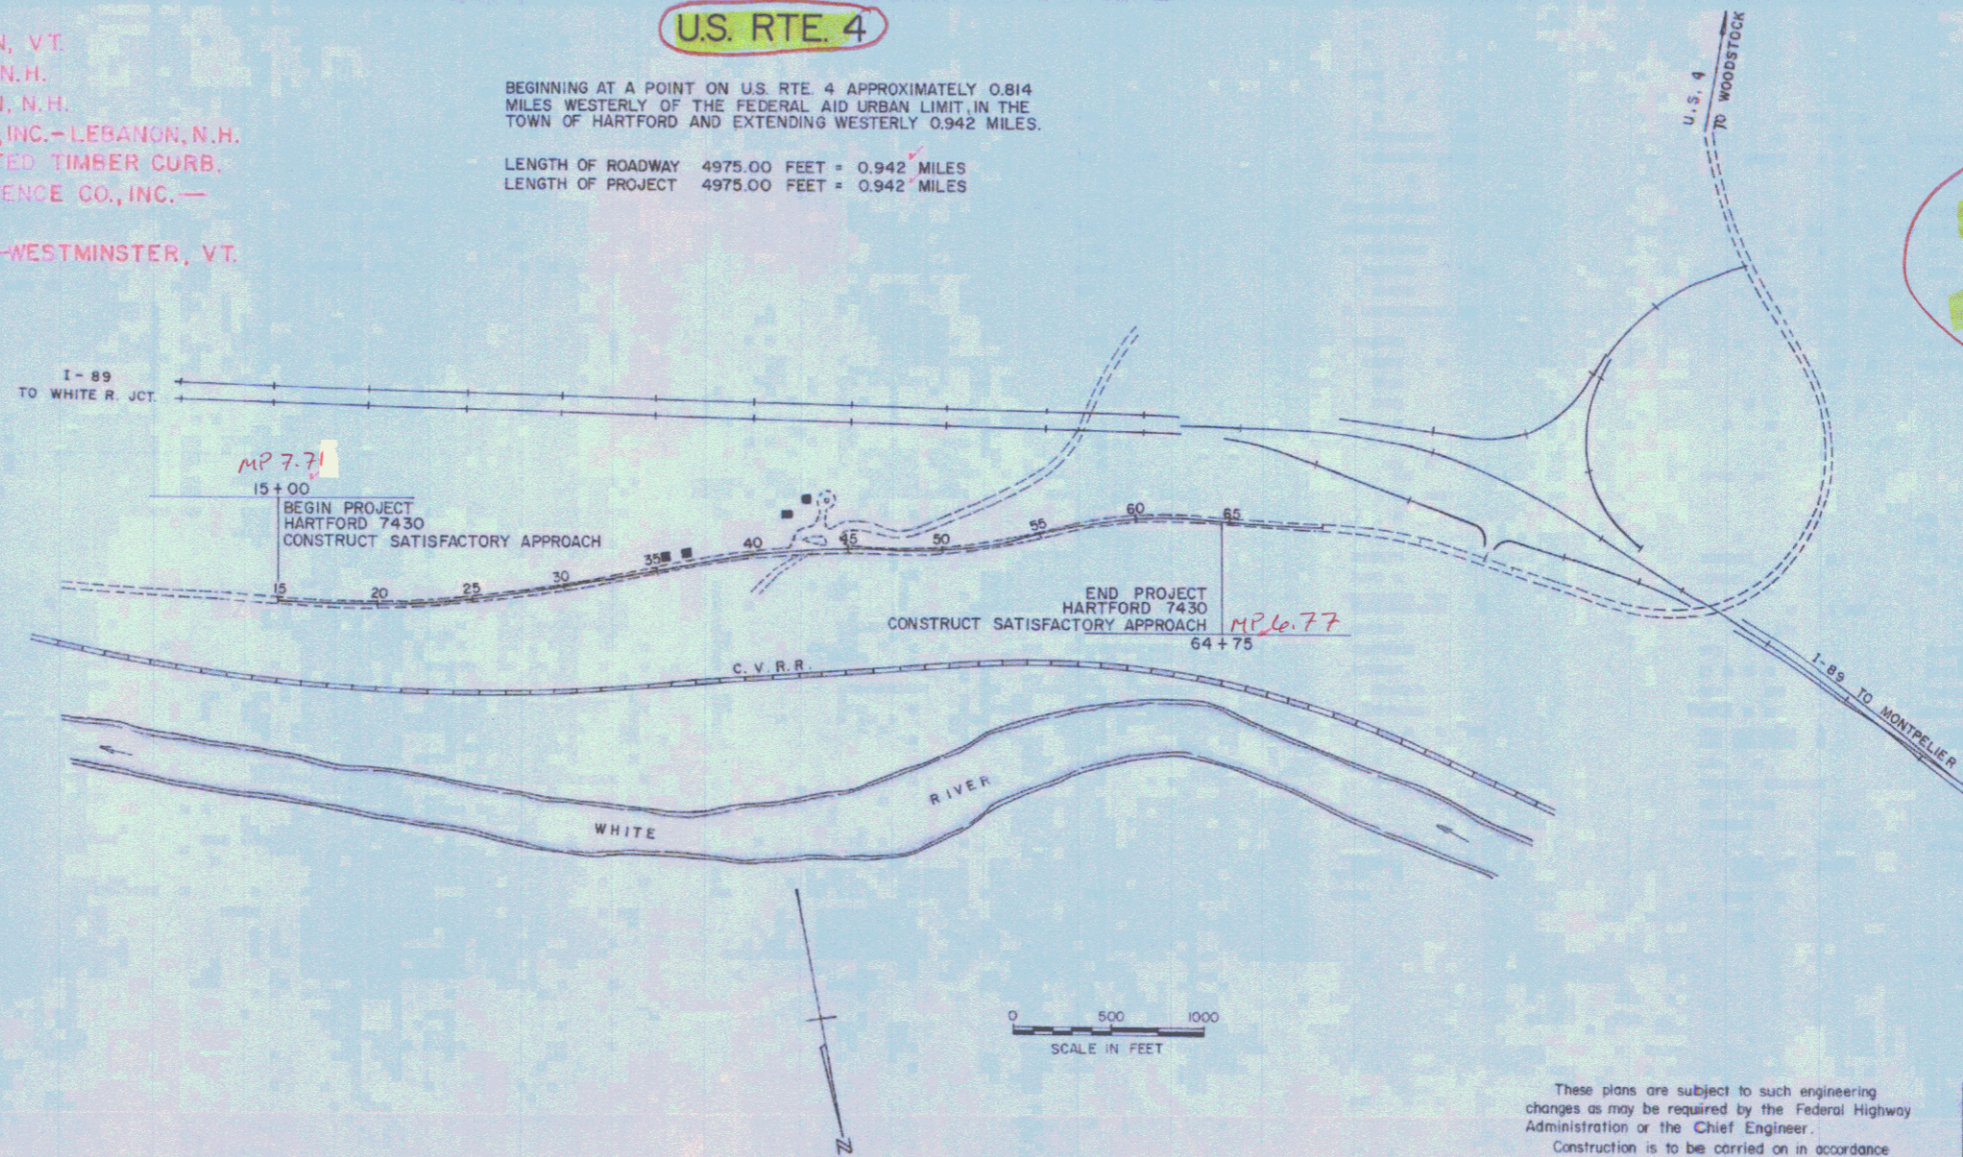 U.S. RTE. 4
N, VT.
N.H.
N, N.H.
, INC.-LEBANON, N.H.
TED TIMBER CURB.
ENCE CO., INC.—
-WESTMINSTER, VT.
BEGINNING AT A POINT ON U.S. RTE. 4 APPROXIMATELY 0.814
MILES WESTERLY OF THE FEDERAL AID URBAN LIMIT, IN THE
TOWN OF HARTFORD AND EXTENDING WESTERLY 0.942 MILES.
LENGTH OF ROADWAY 4975.00 FEET = 0.942 MILES
LENGTH OF PROJECT 4975.00 FEET = 0.942 MILES
U.S. 4
TO WOODSTOCK
I-89
TO WHITE R. JCT.
MP 7.71
15+00
BEGIN PROJECT
HARTFORD 7430
CONSTRUCT SATISFACTORY APPROACH
15 20 25 30 35 40 45 50 55 60 65
END PROJECT
HARTFORD 7430
CONSTRUCT SATISFACTORY APPROACH
MP 6.77
64+75
C. V. R. R.
I-89 TO MONTPELIER
WHITE RIVER
N
0 500 1000
SCALE IN FEET
These plans are subject to such engineering
changes as may be required by the Federal Highway
Administration or the Chief Engineer.
Construction is to be carried on in accordance